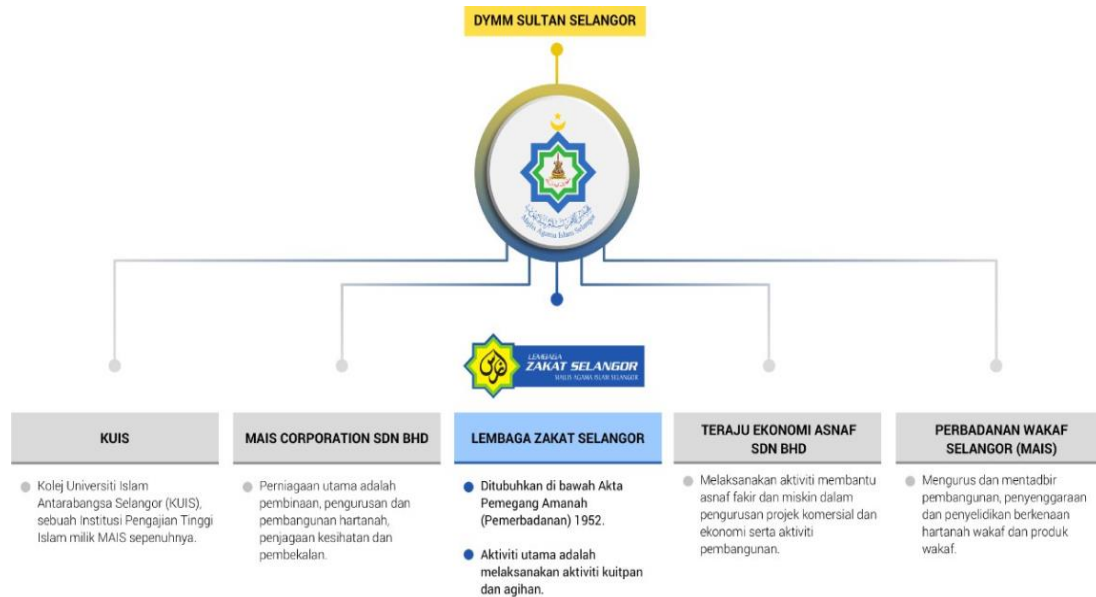 DYMM SULTAN SELANGOR
Majlis Agama Islam Selangor
LEMBAGA
ZAKAT SELANGOR
MAJLIS AGAMA ISLAM SELANGOR
KUIS
Kolej Universiti Islam
Antarabangsa Selangor (KUIS),
sebuah Institusi Pengajian Tinggi
Islam milik MAIS sepenuhnya.
MAIS CORPORATION SDN BHD
Perniagaan utama adalah
pembinaan, pengurusan dan
pembangunan hartanah,
penjagaan kesihatan dan
pembekalan.
LEMBAGA ZAKAT SELANGOR
Ditubuhkan di bawah Akta
Pemegang Amanah
(Pemerbadanan) 1952.
Aktiviti utama adalah
melaksanakan aktiviti kuitpan
dan agihan.
TERAJU EKONOMI ASNAF
SDN BHD
Melaksanakan aktiviti membantu
asnaf fakir dan miskin dalam
pengurusan projek komersial dan
ekonomi serta aktiviti
pembangunan.
PERBADANAN WAKAF
SELANGOR (MAIS)
Mengurus dan mentadbir
pembangunan, penyenggaraan
dan penyelidikan berkenaan
hartanah wakaf dan produk
wakaf.